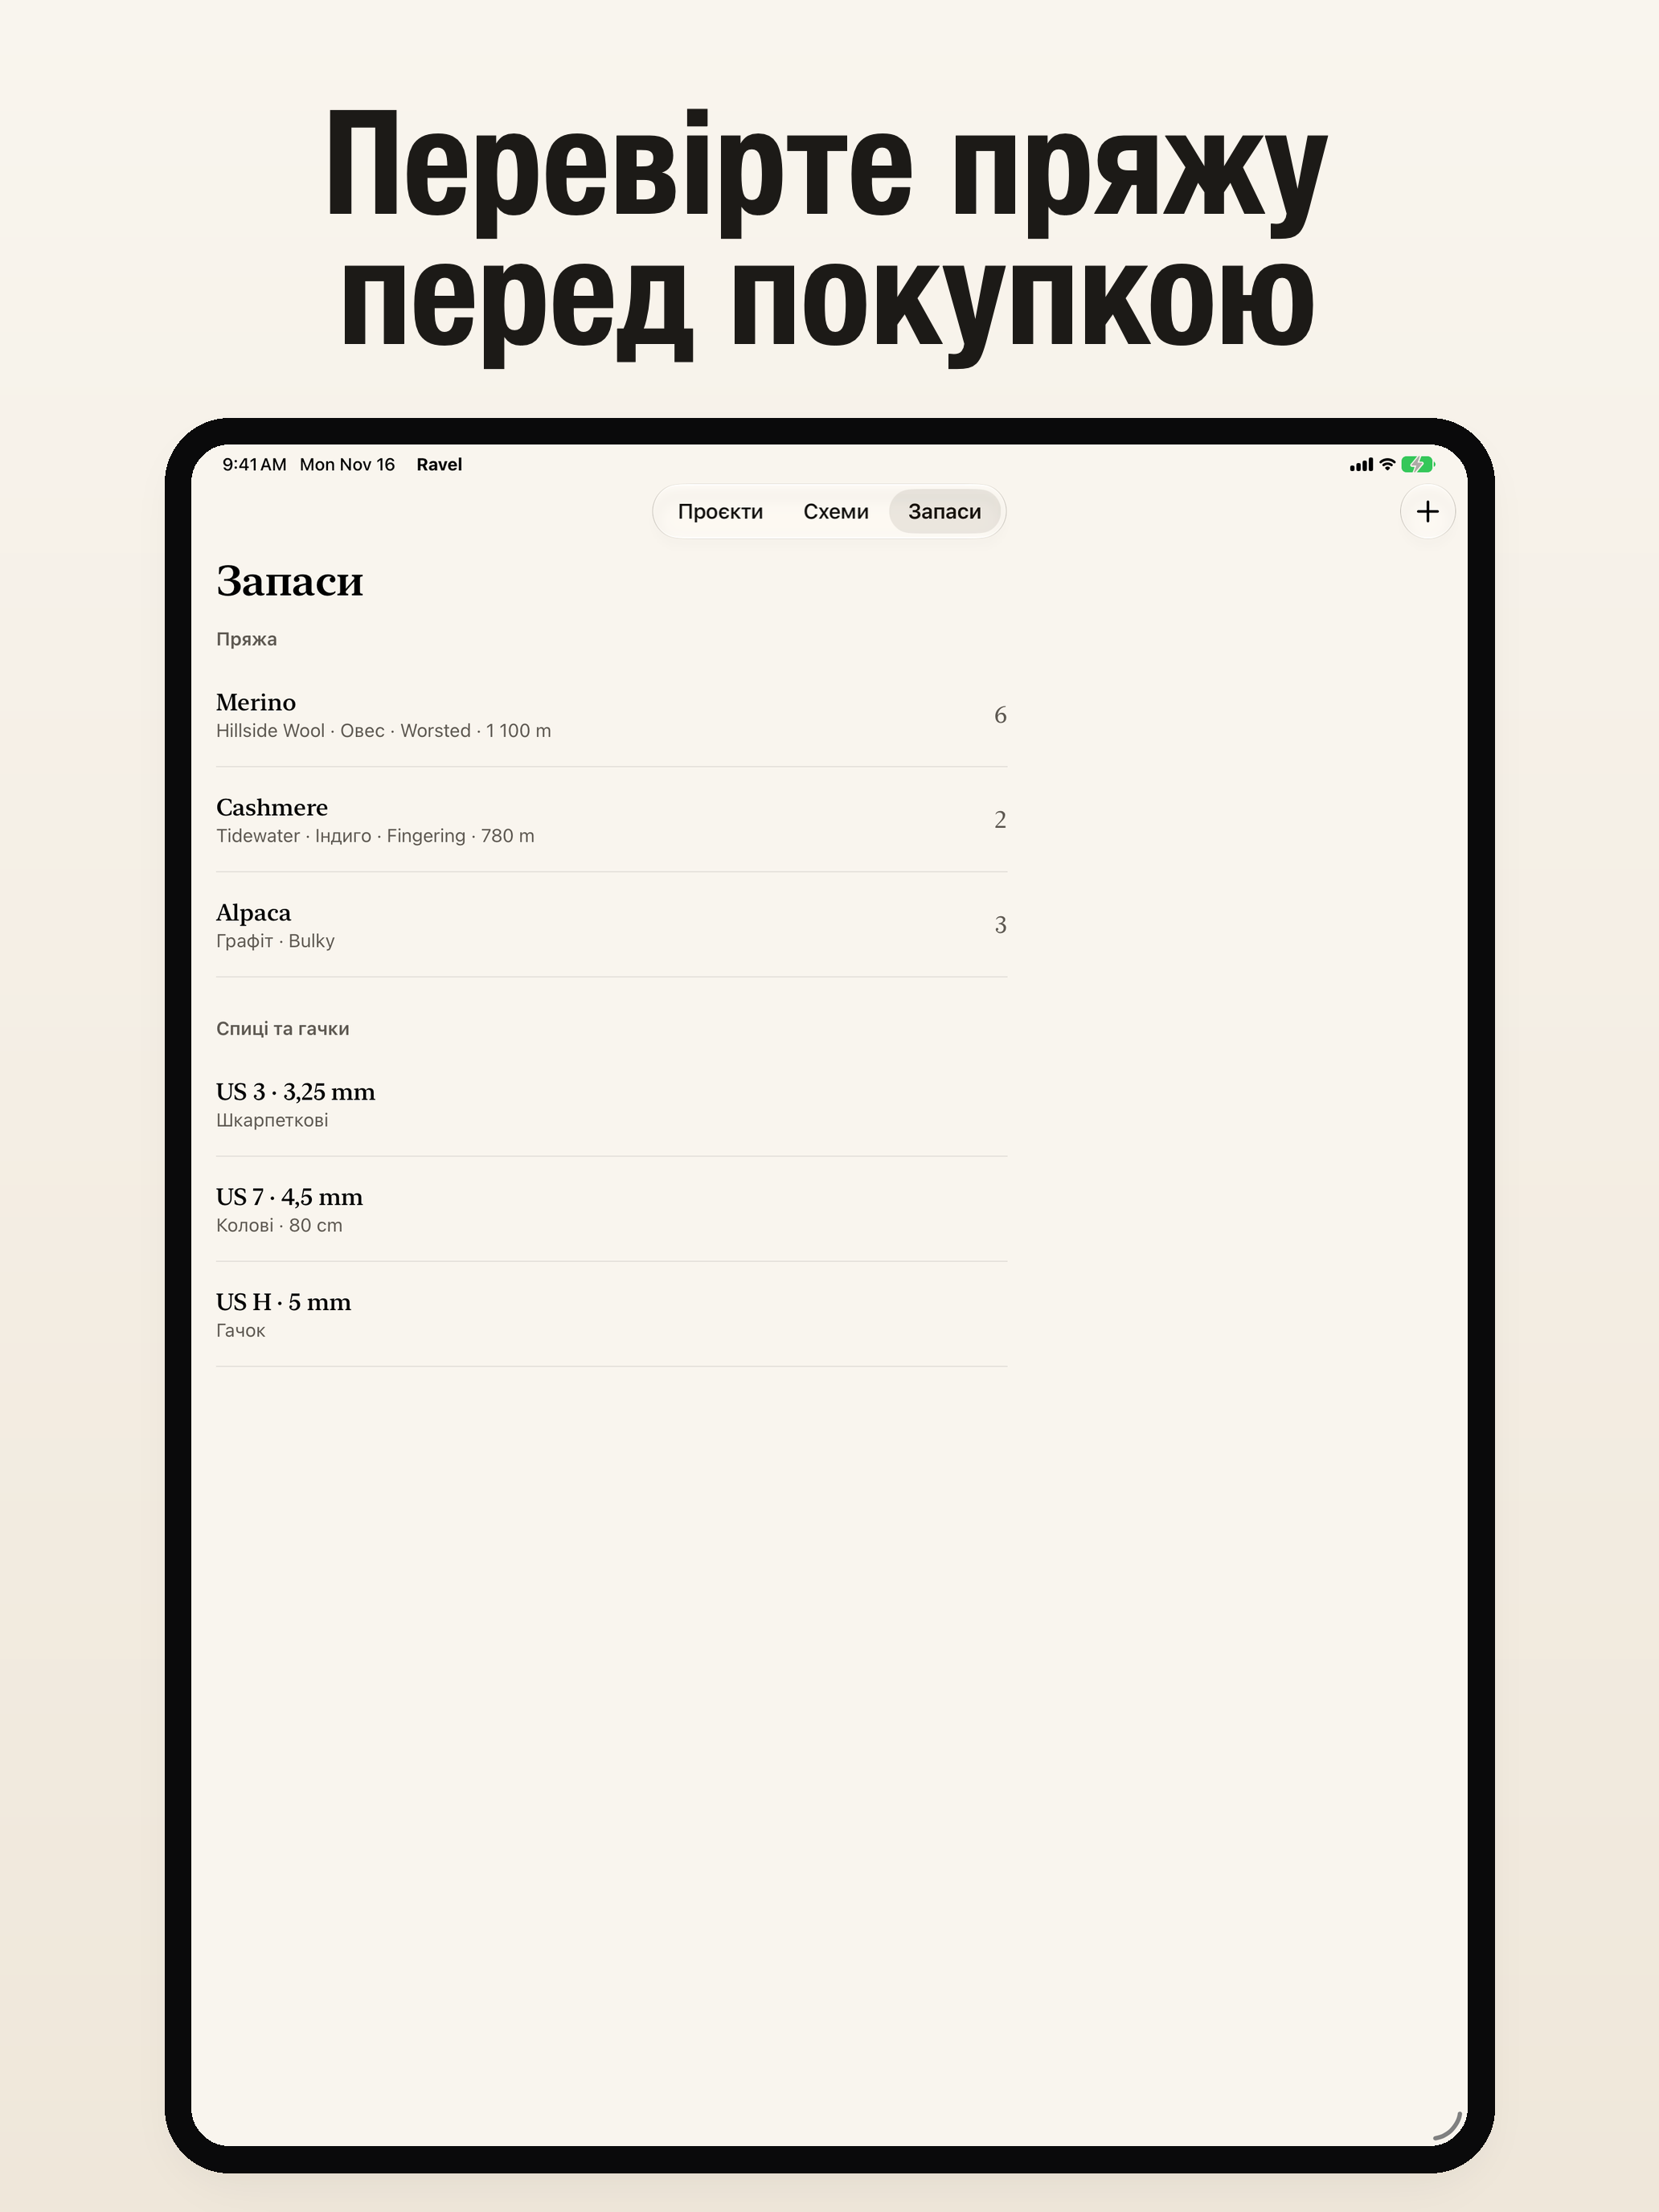 Перевірте пряжу
перед покупкою
9:41 AM Mon Nov 16 Ravel
Проєкти Схеми Запаси
Запаси
Пряжа
Merino
6
Hillside Wool · Овес · Worsted · 1 100 m
Cashmere
2
Tidewater · Індиго · Fingering · 780 m
Alpaca
3
Графіт · Bulky
Спиці та гачки
US 3 · 3,25 mm
Шкарпеткові
US 7 · 4,5 mm
Колові · 80 cm
US H · 5 mm
Гачок